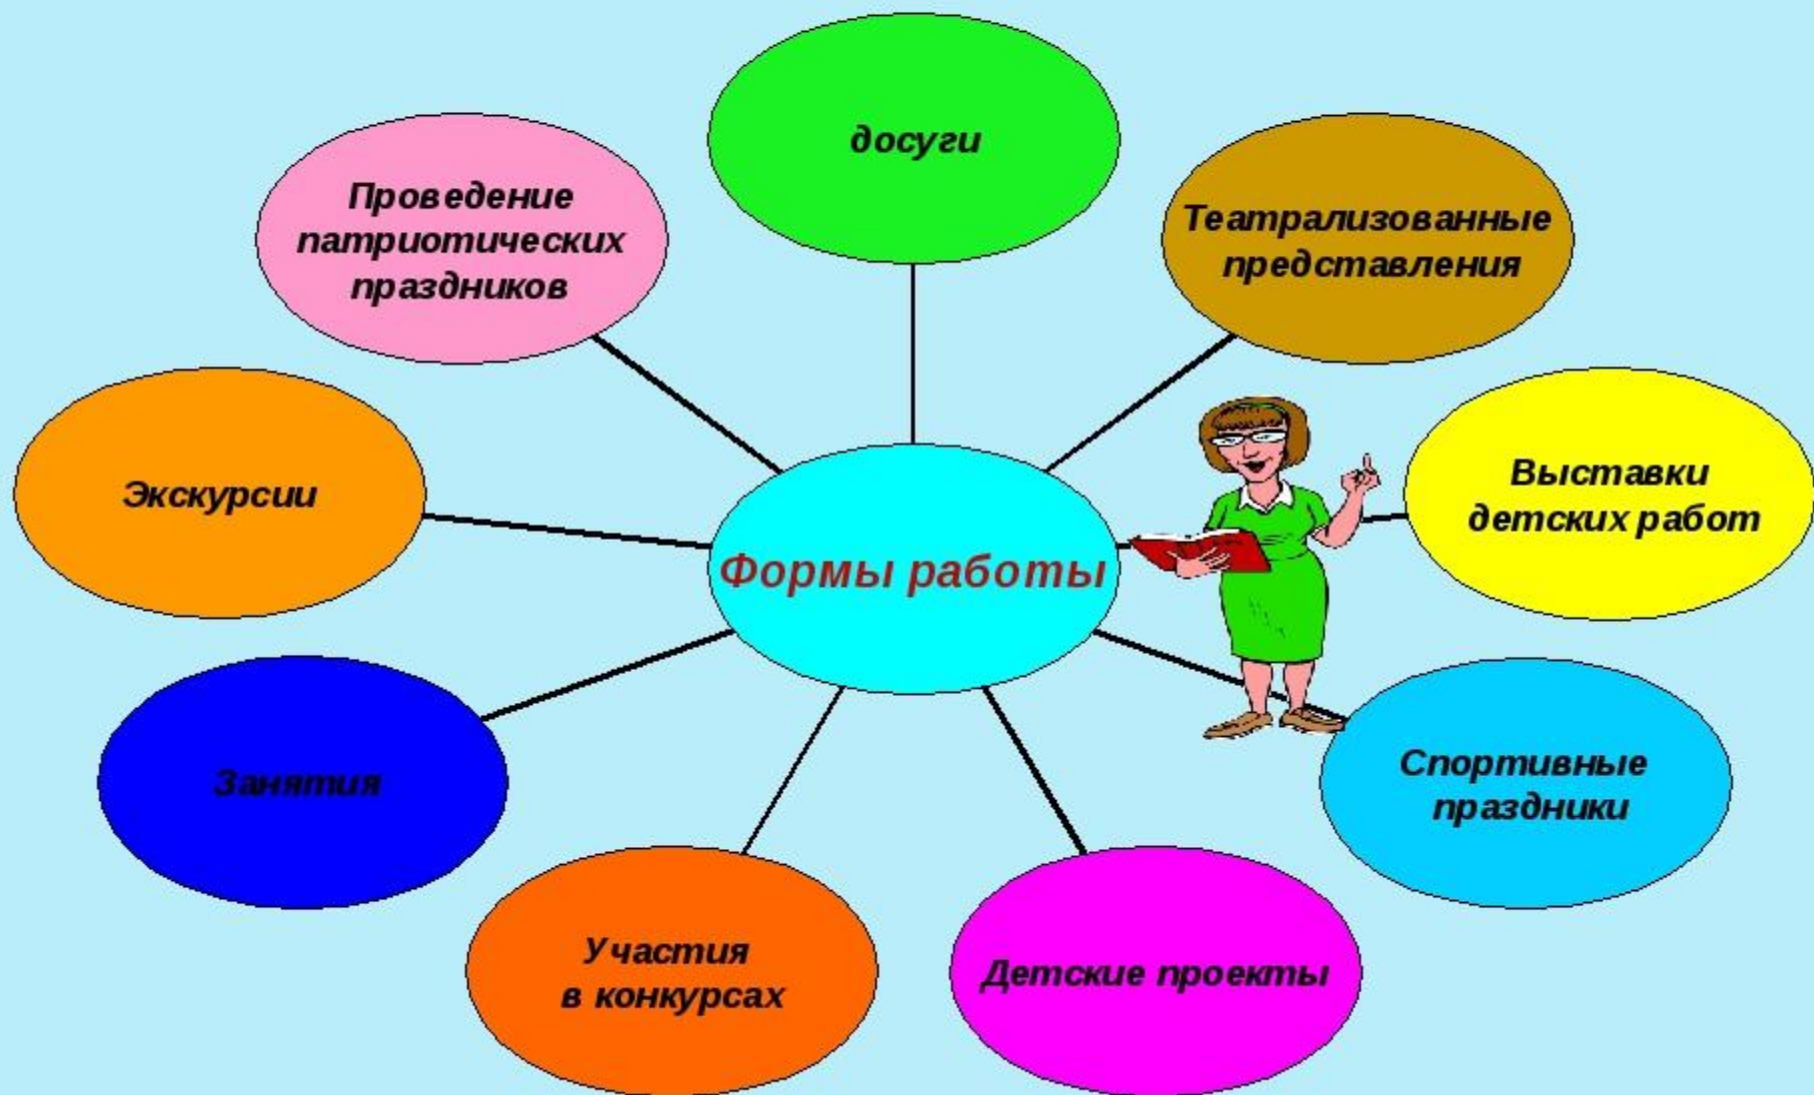 досуги
Проведение
патриотических
праздников
Театрализованные
представления
Экскурсии
Выставки
детских работ
Формы работы
Занятия
Спортивные
праздники
Участия
в конкурсах
Детские проекты